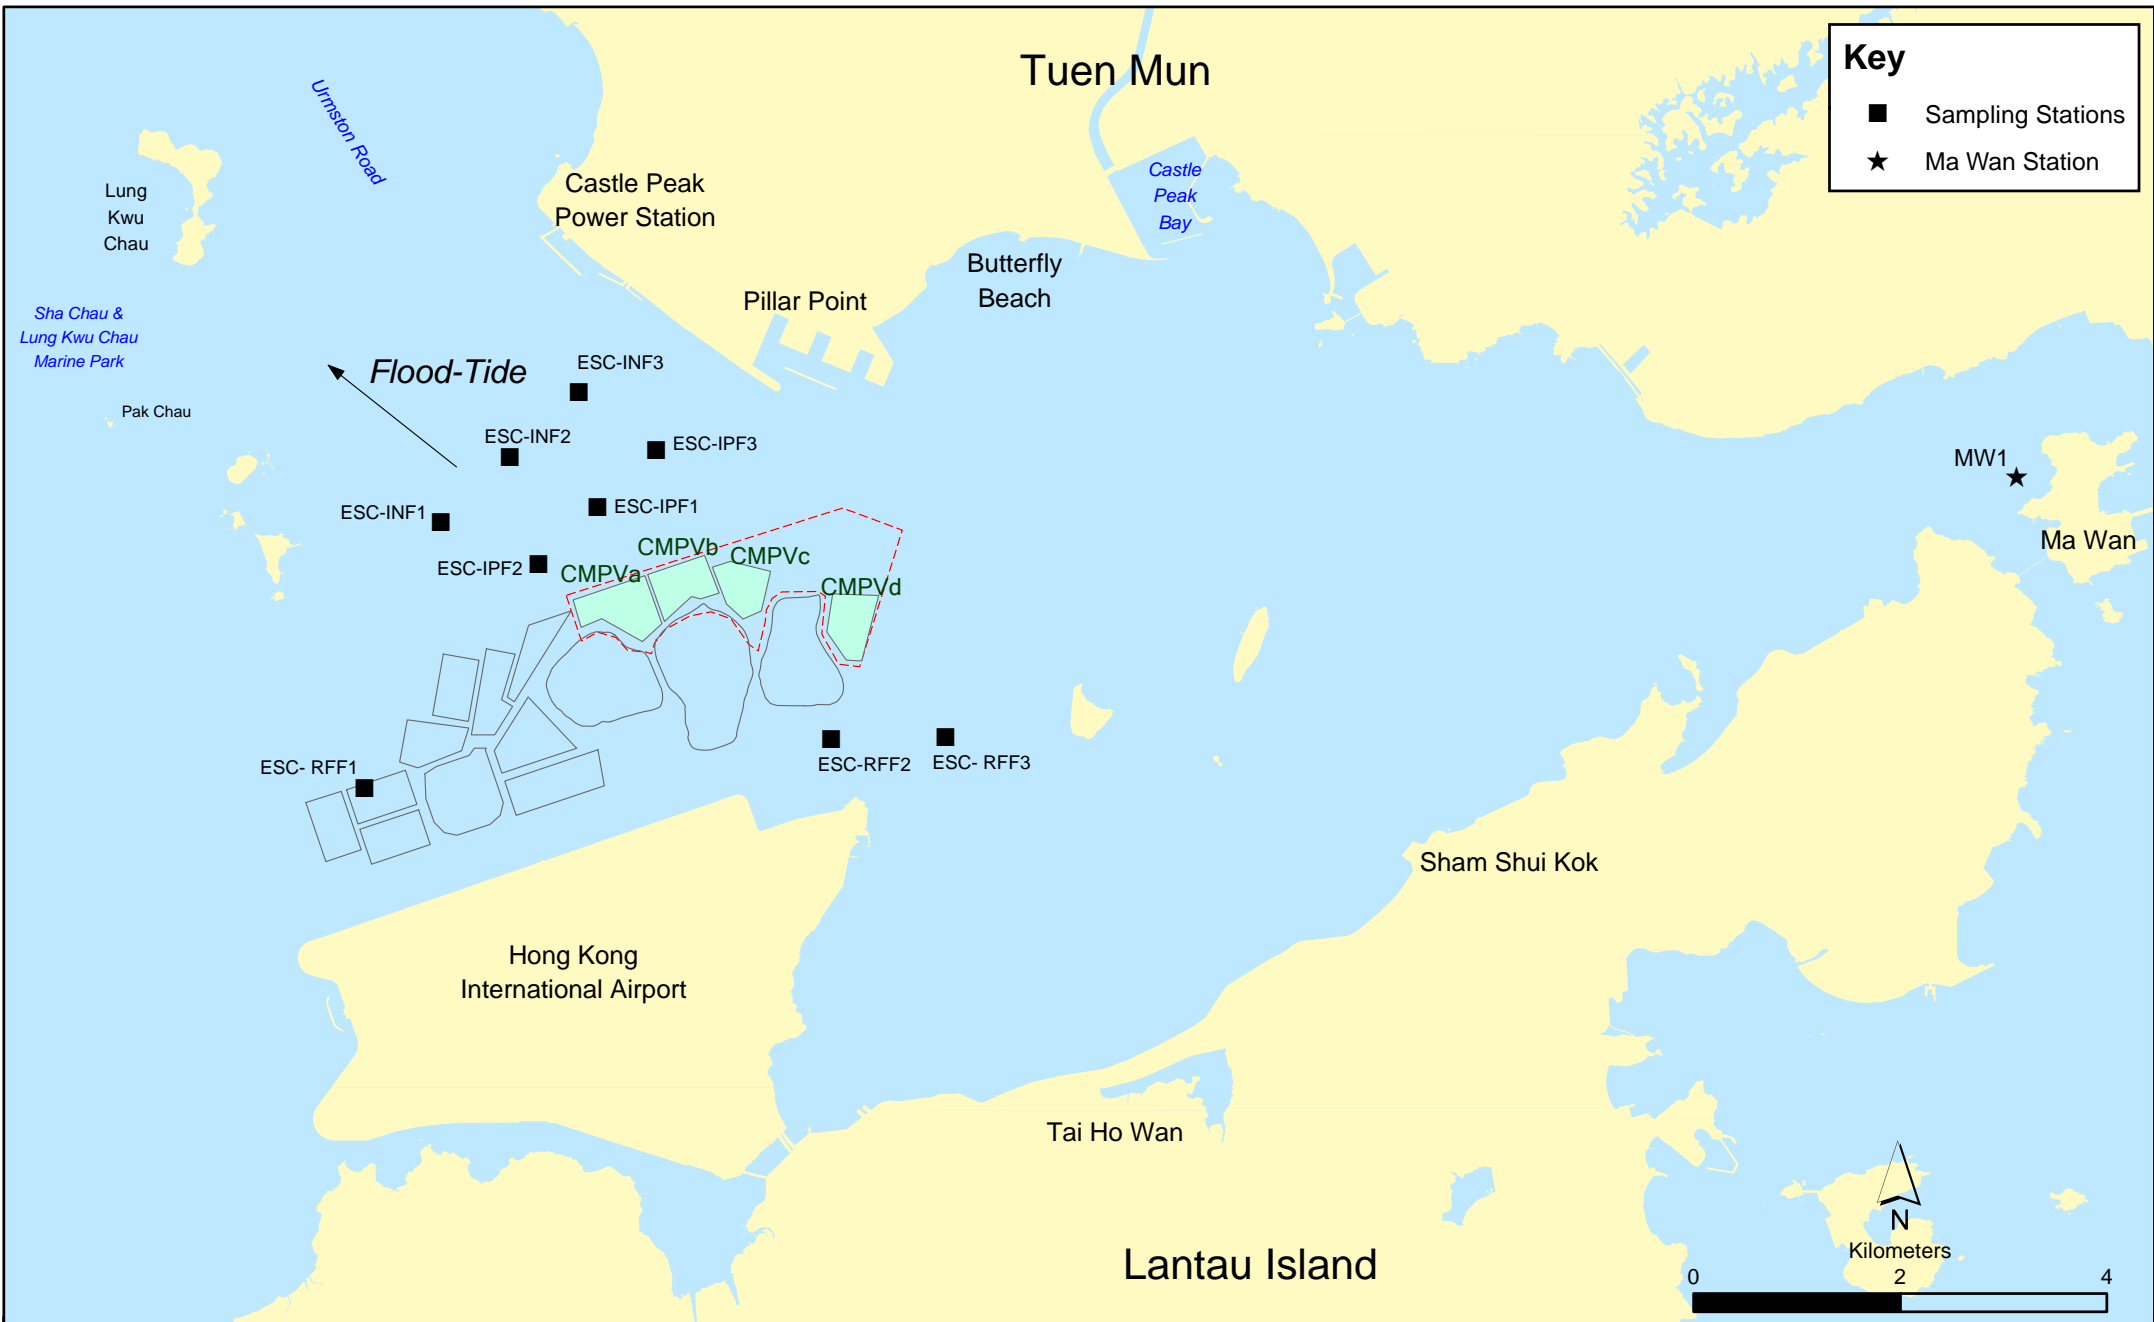 Tuen Mun
Key
Sampling Stations
Ma Wan Station
Urmston Road
Castle Peak
Power Station
Castle
Peak
Bay
Lung
Kwu
Chau
Butterfly
Beach
Pillar Point
Sha Chau &
Lung Kwu Chau
Marine Park
Flood-Tide
ESC-INF3
Pak Chau
ESC-INF2
ESC-IPF3
MW1
ESC-INF1
ESC-IPF1
Ma Wan
CMPVb
CMPVc
ESC-IPF2
CMPVa
CMPVd
ESC- RFF1
ESC-RFF2
ESC- RFF3
Sham Shui Kok
Hong Kong
International Airport
Tai Ho Wan
N
Kilometers
Lantau Island
0 2 4